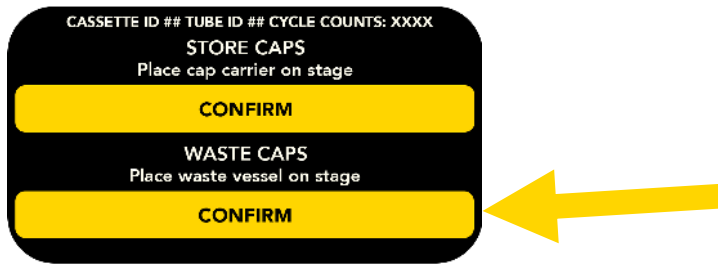 CASSETTE ID ## TUBE ID ## CYCLE COUNTS: XXXX
STORE CAPS
Place cap carrier on stage
CONFIRM
WASTE CAPS
Place waste vessel on stage
CONFIRM